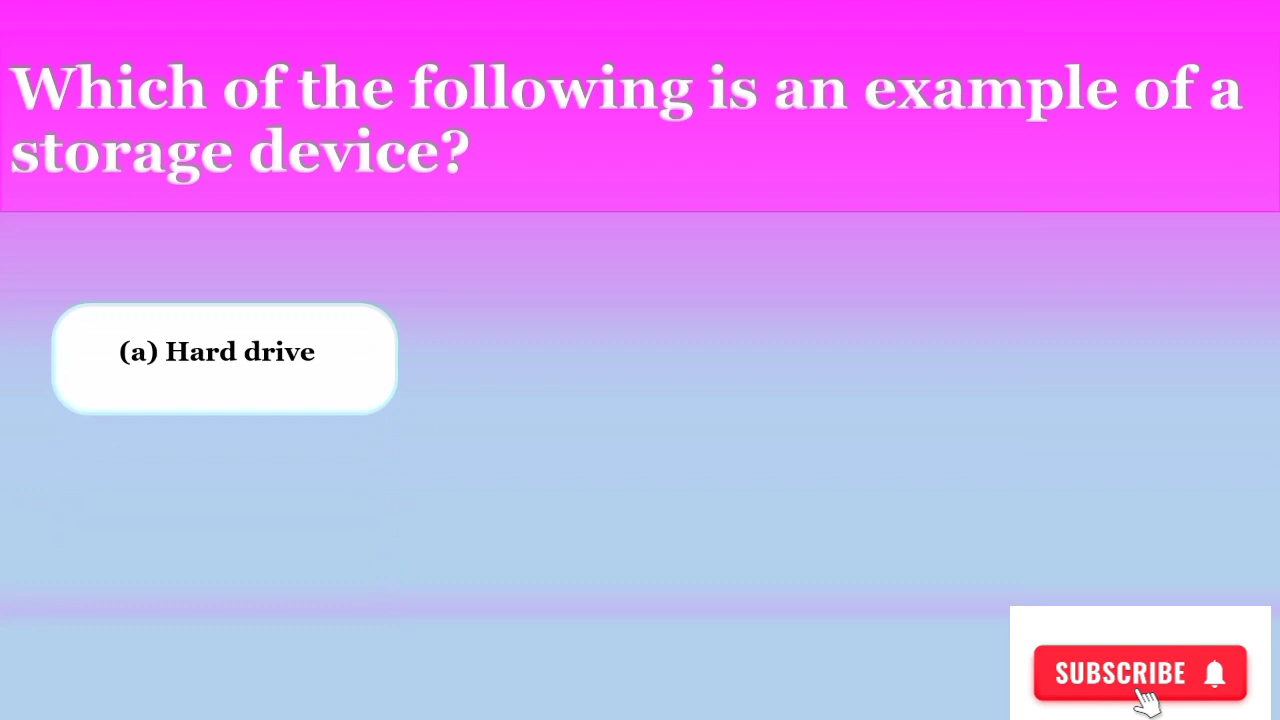 Which of the following is an example of a
storage device?
(a) Hard drive
SUBSCRIBE